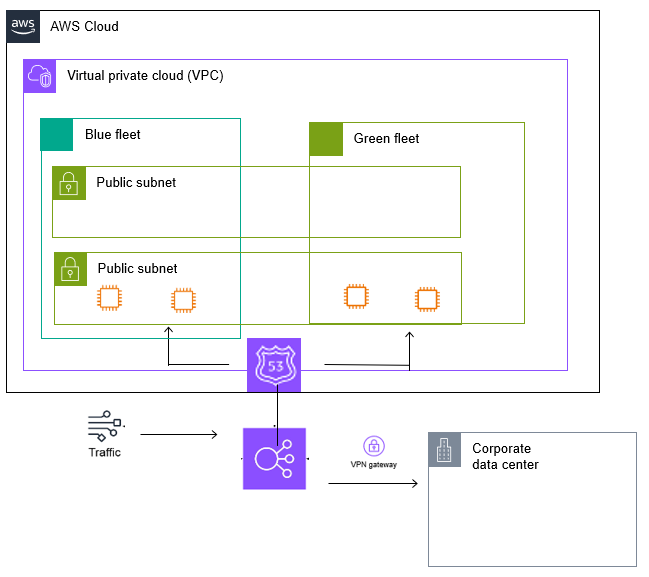 aws
AWS Cloud
Virtual private cloud (VPC)
Blue fleet
Green fleet
Public subnet
Public subnet
53
Traffic
VPN gateway
Corporate
data center